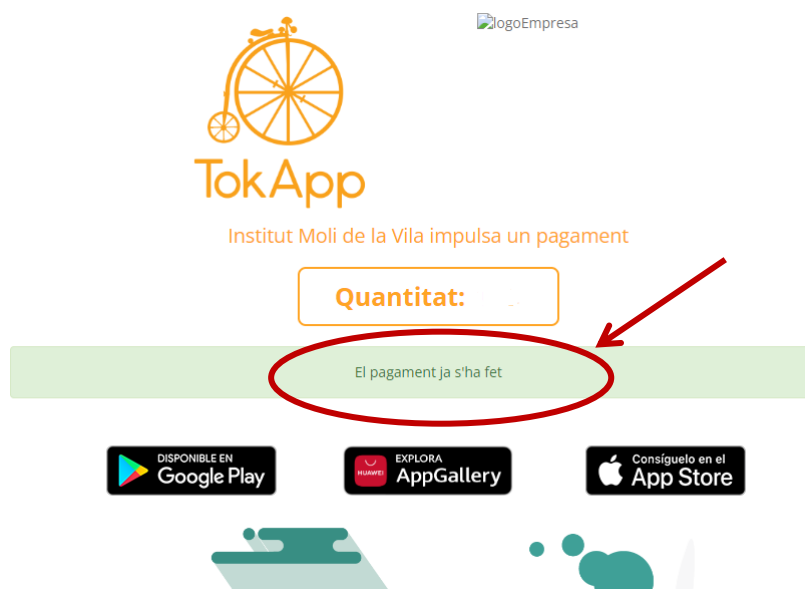 logoEmpresa
TokApp
Institut Moli de la Vila impulsa un pagament
Quantitat:
El pagament ja s'ha fet
DISPONIBLE EN
Google Play
HUAWEI
EXPLORA
AppGallery
Consíguelo en el
App Store